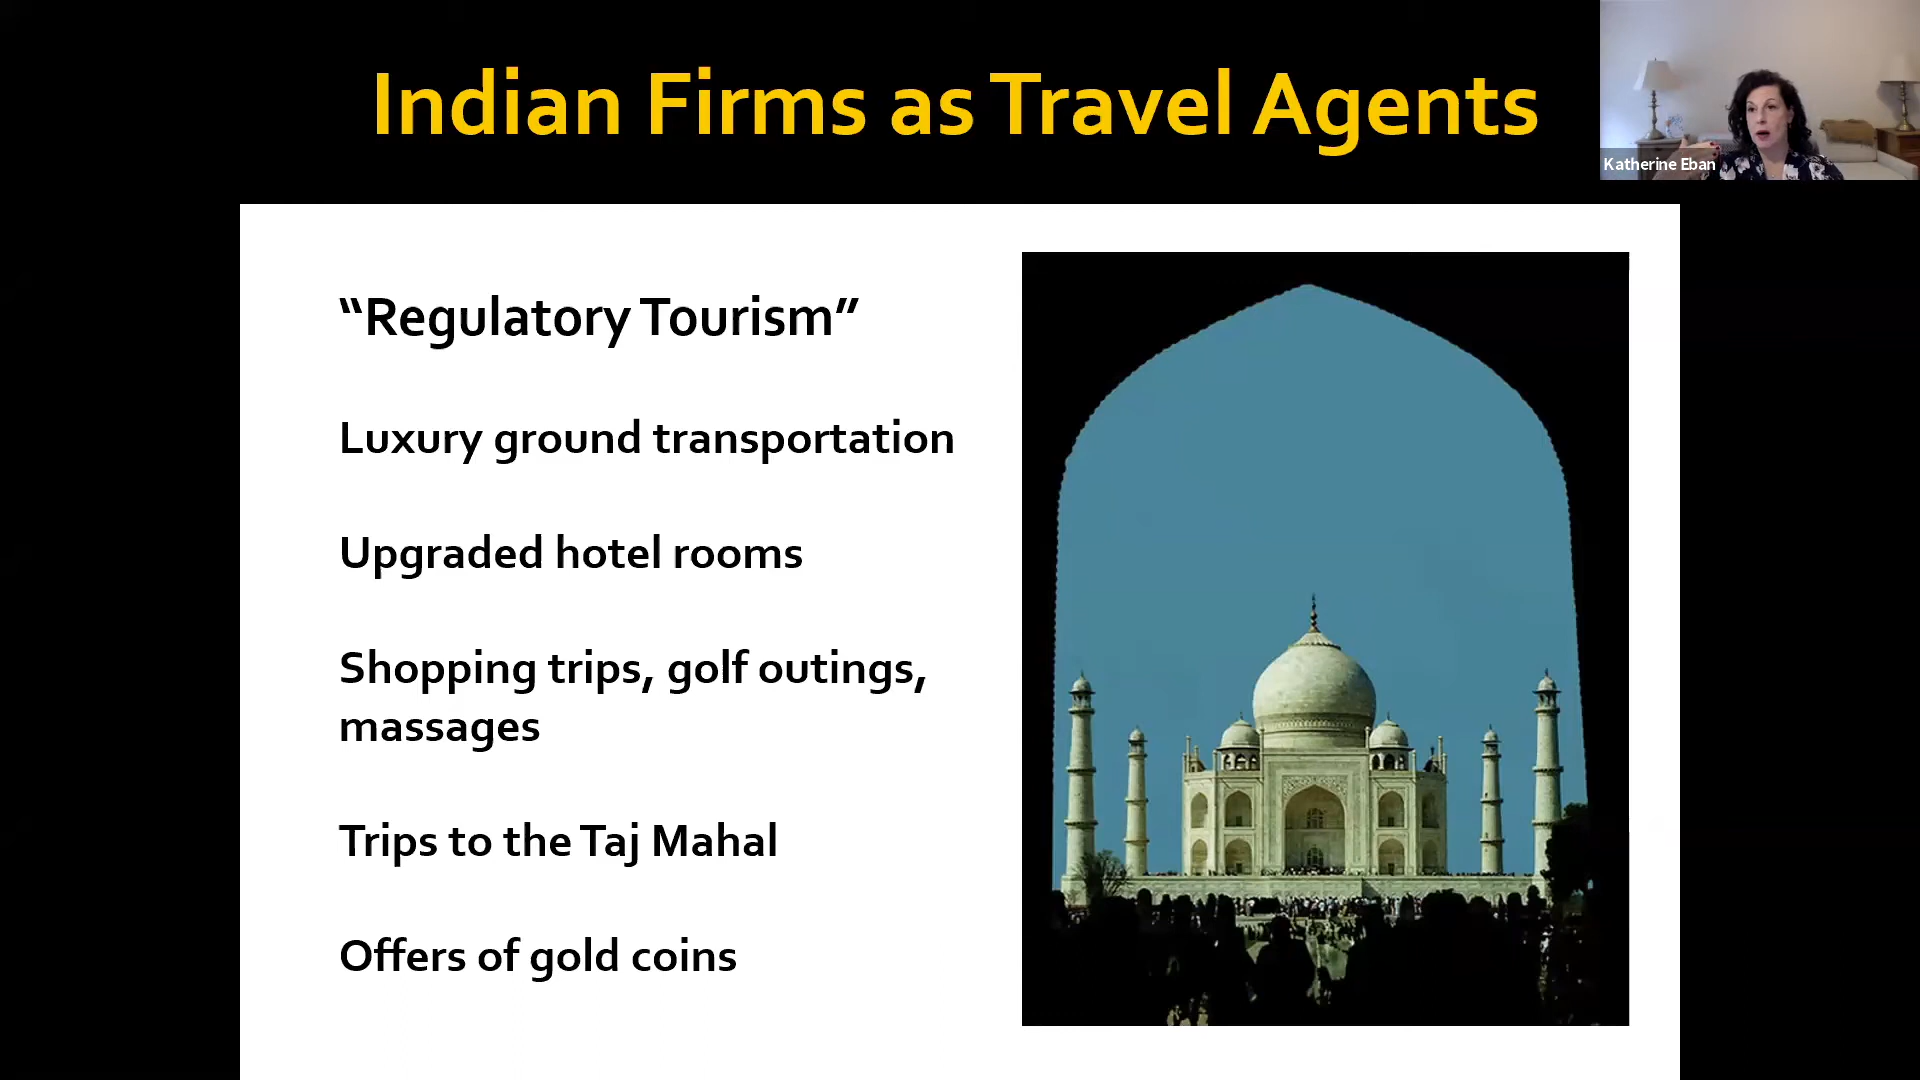 Indian Firms as Travel Agents
Katherine Eban
“Regulatory Tourism”
Luxury ground transportation
Upgraded hotel rooms
Shopping trips, golf outings,
massages
Trips to the Taj Mahal
Offers of gold coins